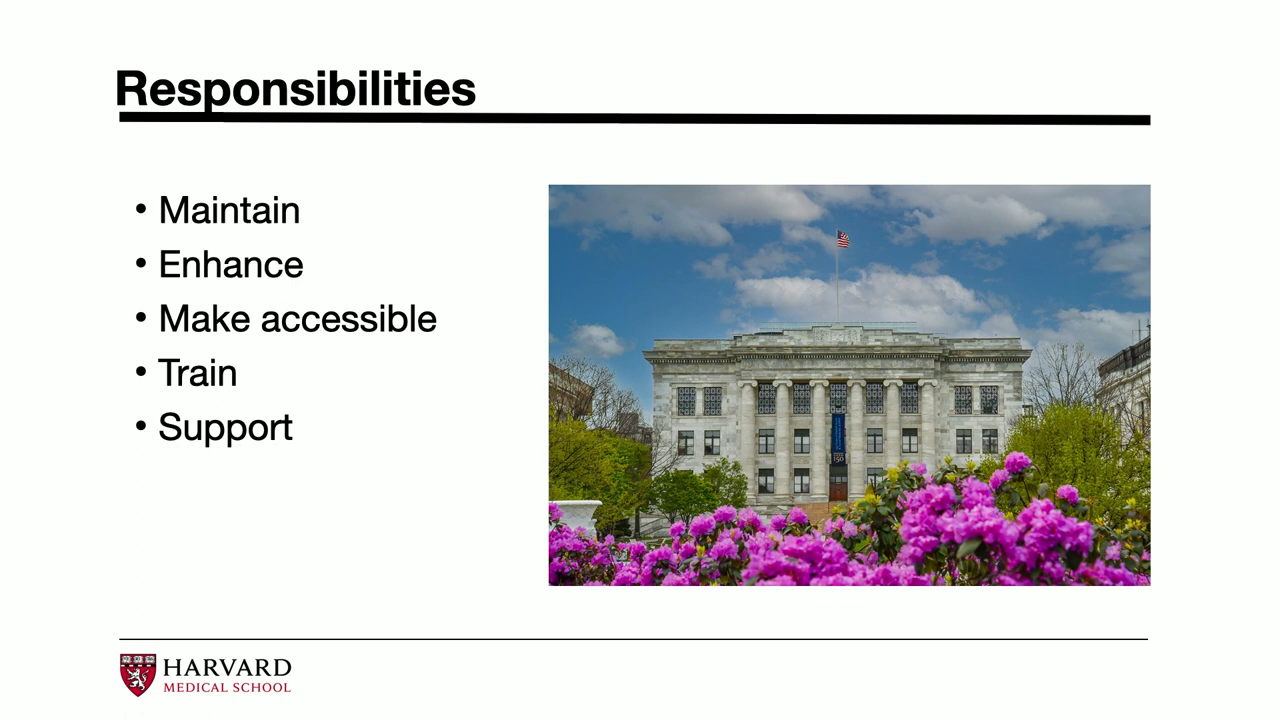 Responsibilities
• Maintain
• Enhance
• Make accessible
• Train
• Support
HARVARD
MEDICAL SCHOOL